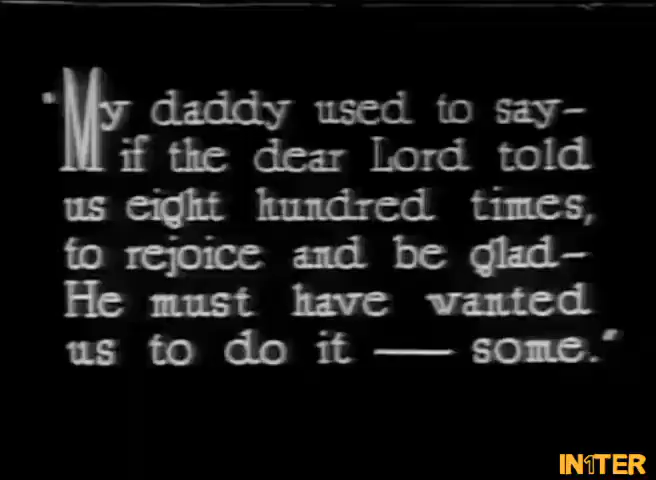 "My daddy used to say—
if the dear Lord told
us eight hundred times,
to rejoice and be glad—
He must have wanted
us to do it — some."
IN1TER